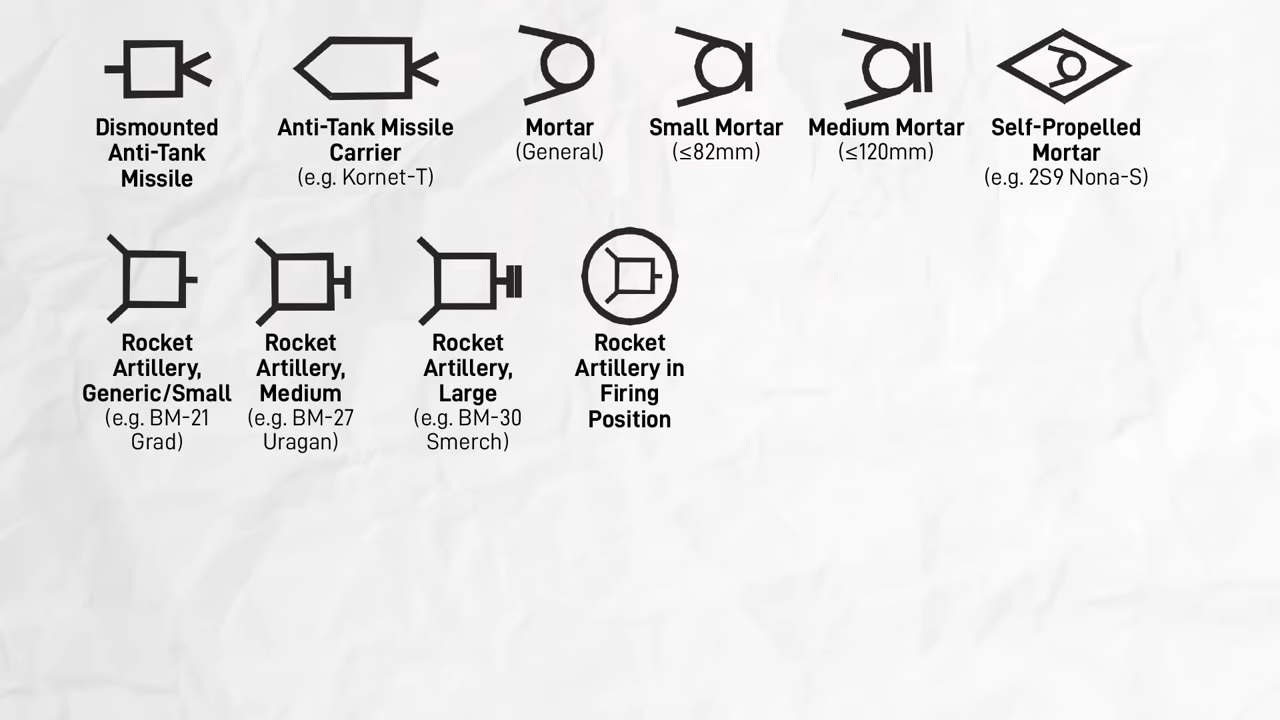 Dismounted
Anti-Tank
Missile
Anti-Tank Missile
Carrier
(e.g. Kornet-T)
Mortar
(General)
Small Mortar
(≤82mm)
Medium Mortar
(≤120mm)
Self-Propelled
Mortar
(e.g. 2S9 Nona-S)
Rocket
Artillery,
Generic/Small
(e.g. BM-21
Grad)
Rocket
Artillery,
Medium
(e.g. BM-27
Uragan)
Rocket
Artillery,
Large
(e.g. BM-30
Smerch)
Rocket
Artillery in
Firing
Position